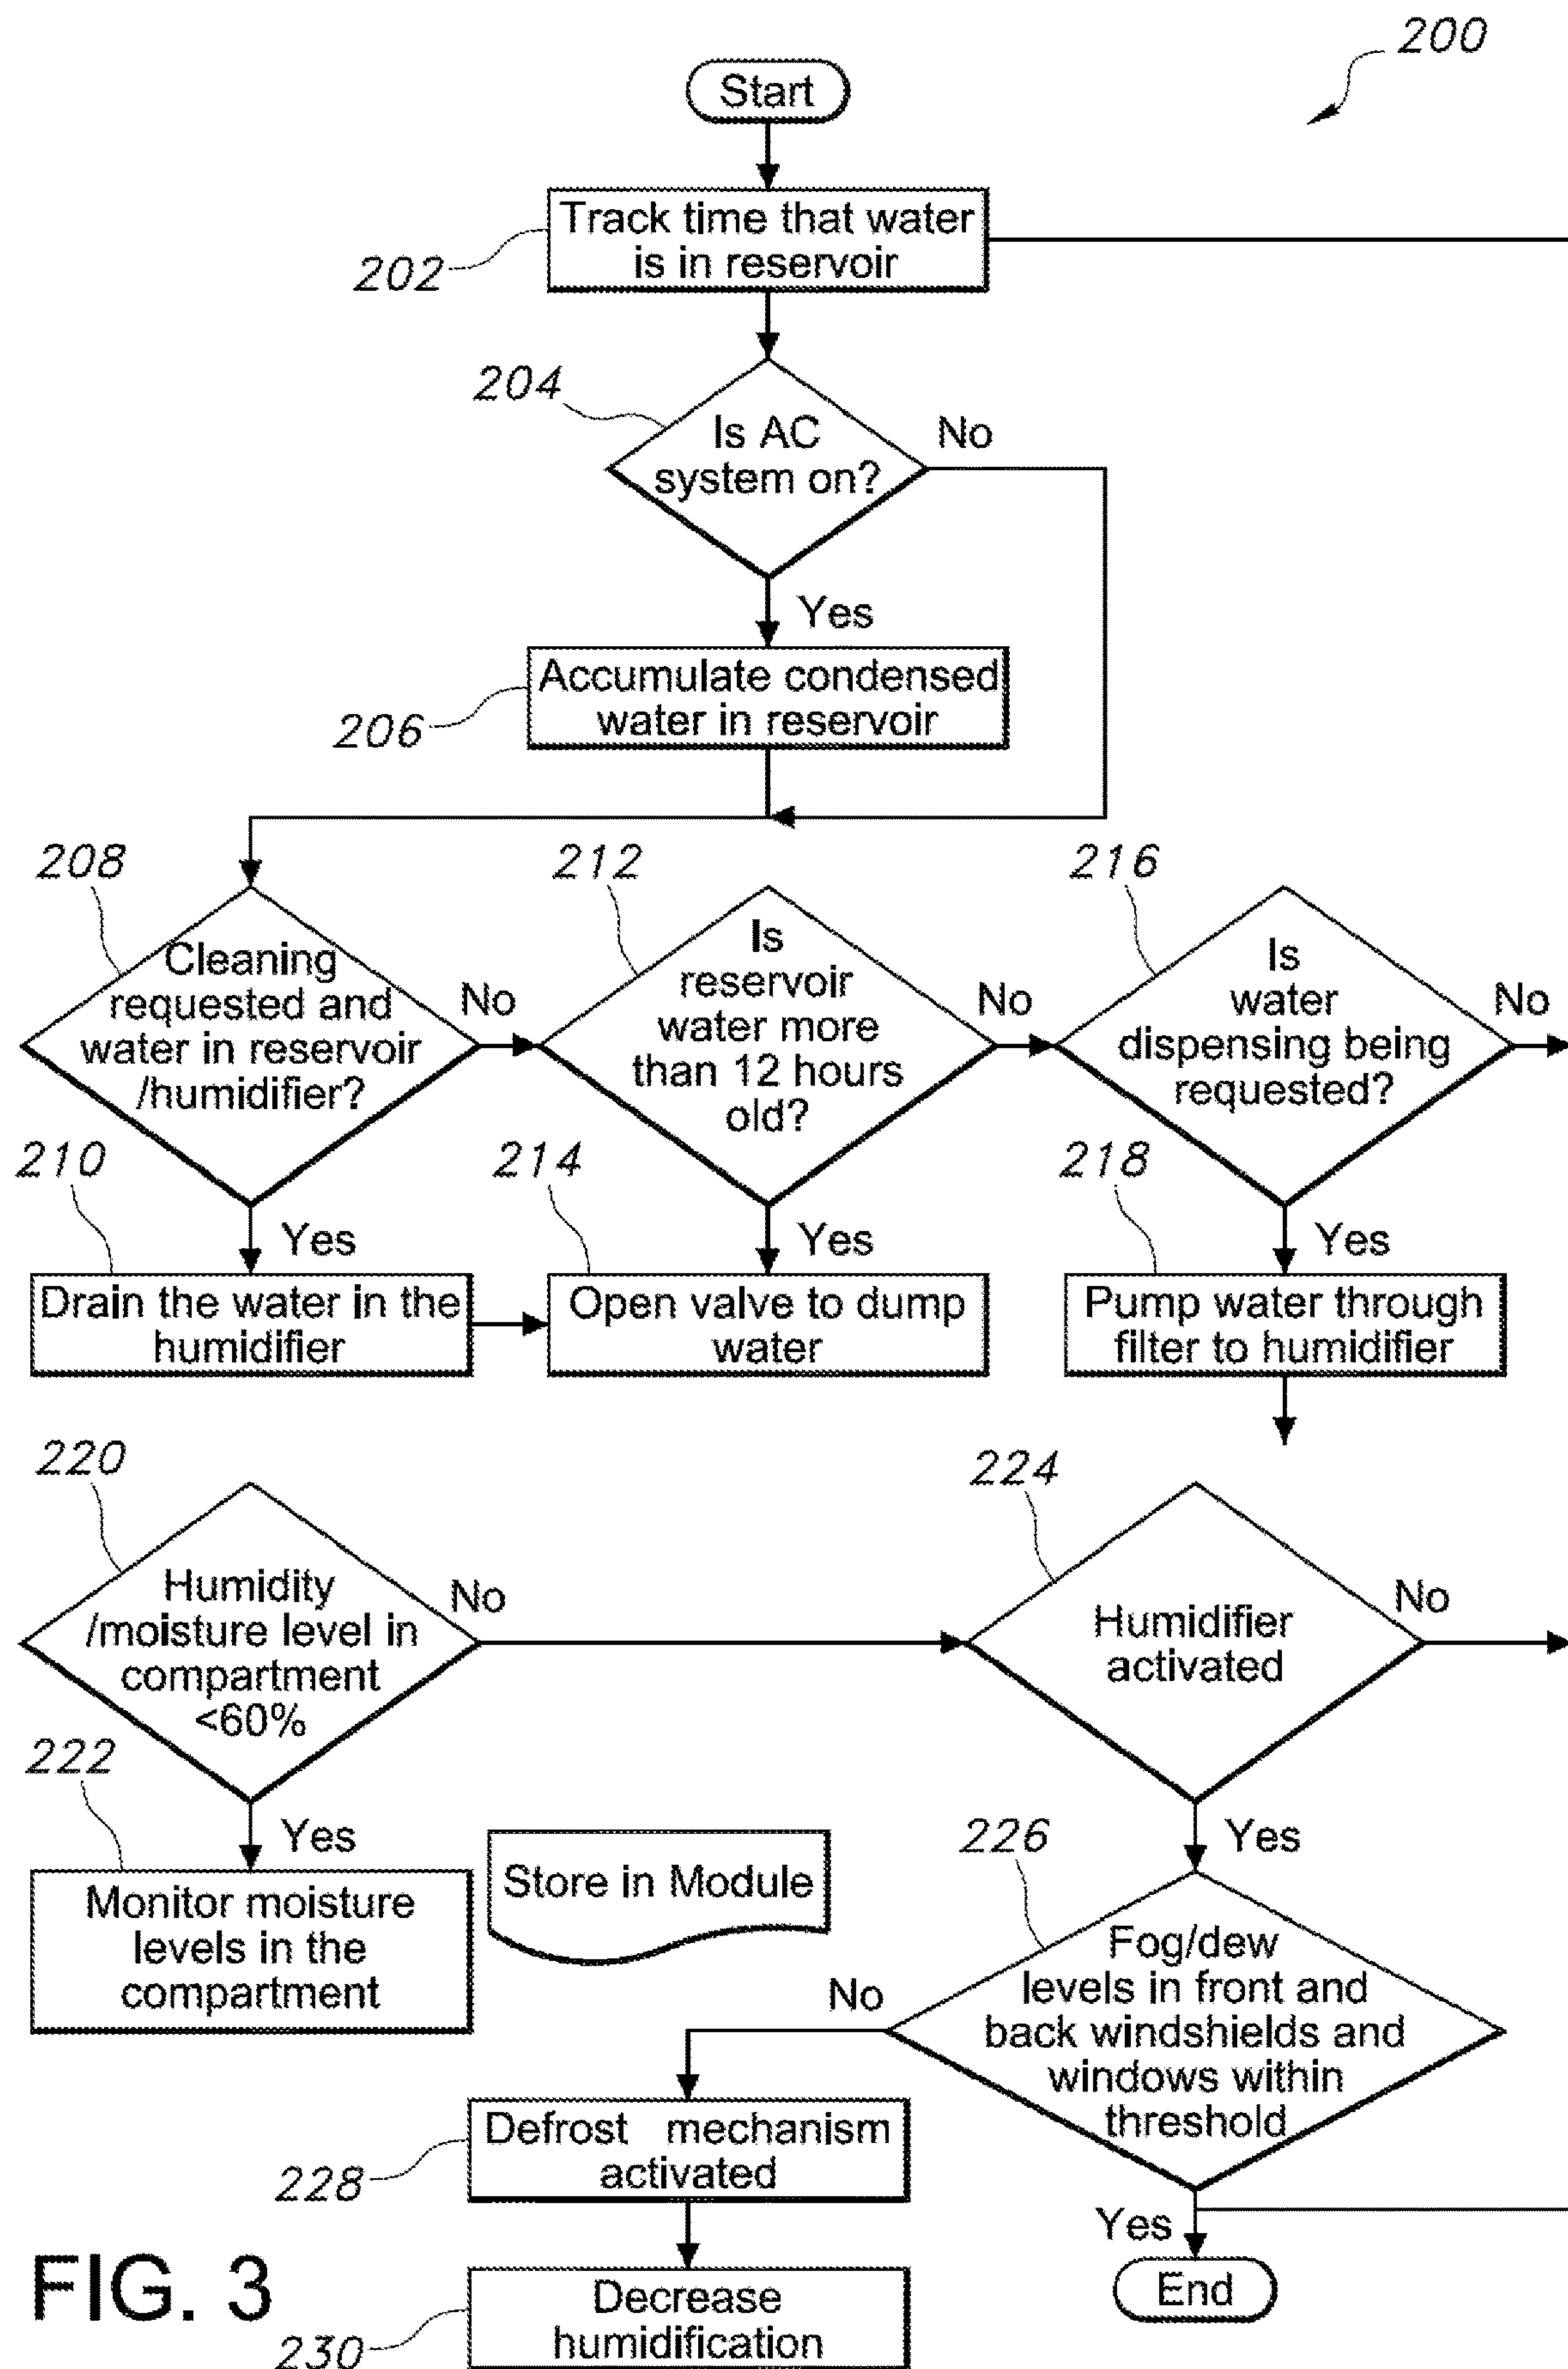 200
Start
Track time that water
is in reservoir
202
204
Is AC
system on?
No
Yes
Accumulate condensed
water in reservoir
206
208
Cleaning
requested and
water in reservoir
/humidifier?
No
212
Is
reservoir
water more
than 12 hours
old?
No
216
Is
water
dispensing being
requested?
No
210
Yes
Drain the water in the
humidifier
214
Yes
Open valve to dump
water
218
Yes
Pump water through
filter to humidifier
220
Humidity
/moisture level in
compartment
<60%
No
224
Humidifier
activated
No
222
Yes
Monitor moisture
levels in the
compartment
Store in Module
Yes
226
Fog/dew
levels in front and
back windshields and
windows within
threshold
No
Defrost mechanism
activated
228
Yes
End
Decrease
humidification
230
FIG. 3